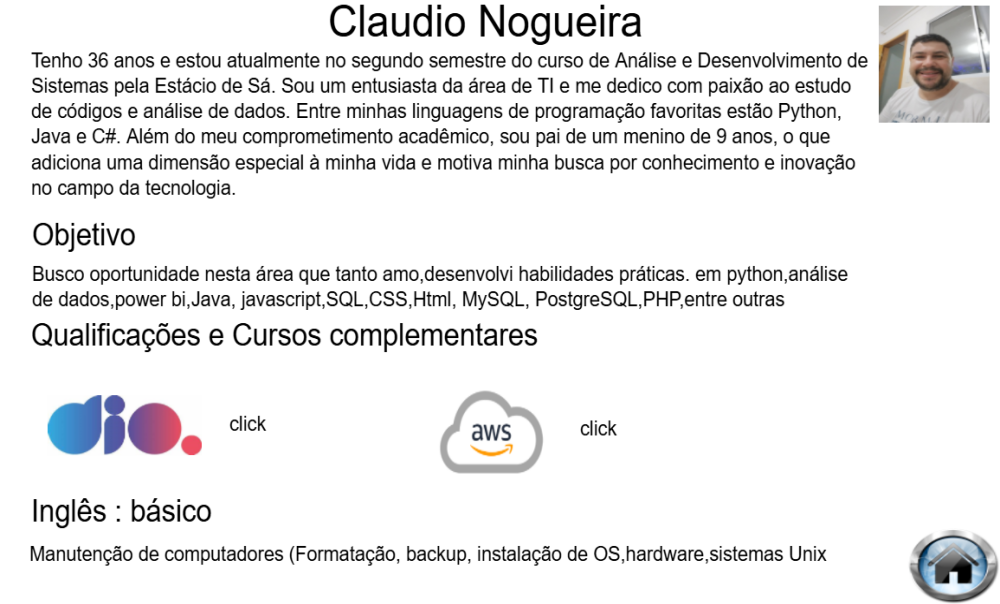 Claudio Nogueira
Tenho 36 anos e estou atualmente no segundo semestre do curso de Análise e Desenvolvimento de
Sistemas pela Estácio de Sá. Sou um entusiasta da área de TI e me dedico com paixão ao estudo
de códigos e análise de dados. Entre minhas linguagens de programação favoritas estão Python,
Java e C#. Além do meu comprometimento acadêmico, sou pai de um menino de 9 anos, o que
adiciona uma dimensão especial à minha vida e motiva minha busca por conhecimento e inovação
no campo da tecnologia.
Objetivo
Busco oportunidade nesta área que tanto amo,desenvolvi habilidades práticas. em python,análise
de dados,power bi,Java, javascript,SQL,CSS,Html, MySQL, PostgreSQL,PHP,entre outras
Qualificações e Cursos complementares
dio. click
aws click
Inglês : básico
Manutenção de computadores (Formatação, backup, instalação de OS,hardware,sistemas Unix